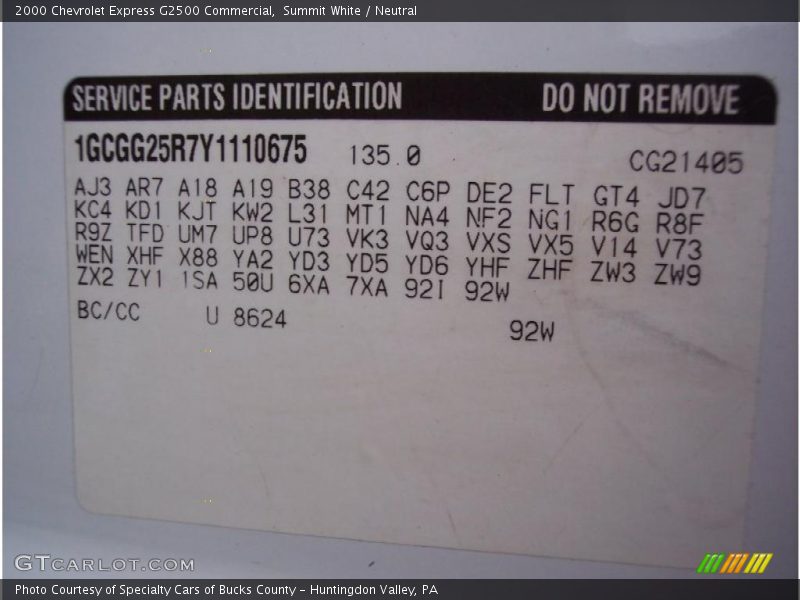 2000 Chevrolet Express G2500 Commercial, Summit White / Neutral
SERVICE PARTS IDENTIFICATION DO NOT REMOVE
1GCGG25R7Y1110675 135.0 CG21405
AJ3 AR7 A18 A19 B38 C42 C6P DE2 FLT GT4 JD7
KC4 KD1 KJT KW2 L31 MT1 NA4 NF2 NG1 R6G R8F
R9Z TFD UM7 UP8 U73 VK3 VQ3 VXS VX5 V14 V73
WEN XHF X88 YA2 YD3 YD5 YD6 YHF ZHF ZW3 ZW9
ZX2 ZY1 1SA 50U 6XA 7XA 92I 92W
BC/CC U 8624 92W
GTCARLOT.COM
Photo Courtesy of Specialty Cars of Bucks County - Huntingdon Valley, PA